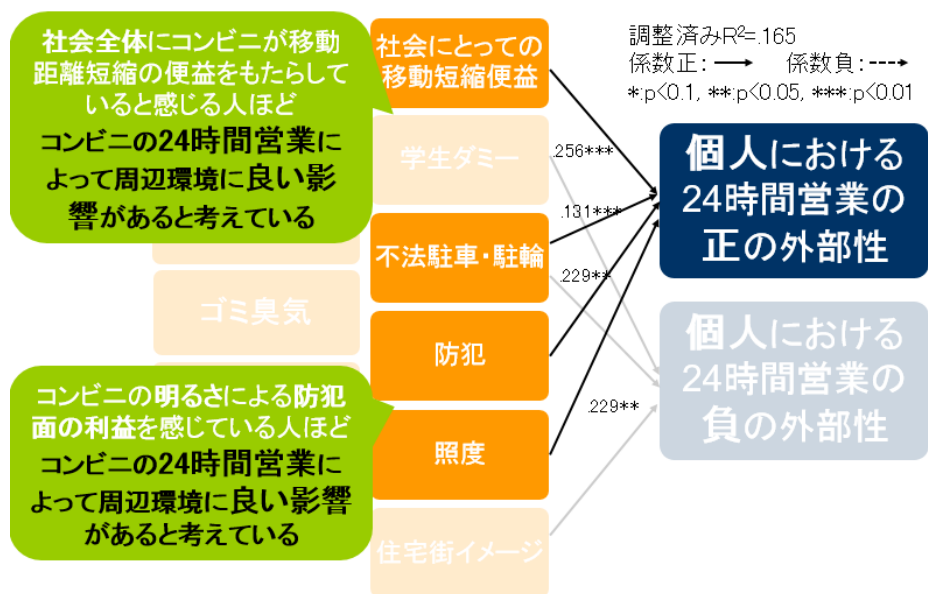 社会全体にコンビニが移動
距離短縮の便益をもたらして
いると感じる人ほど
コンビニの24時間営業に
よって周辺環境に良い影
響があると考えている
ゴミ臭気
コンビニの明るさによる防犯
面の利益を感じている人ほど
コンビニの24時間営業に
よって周辺環境に良い影響
があると考えている
社会にとっての
移動短縮便益
学生ダミー
不法駐車・駐輪
防犯
照度
住宅街イメージ
.256***
.131***
.229**
.229**
調整済みR²=.165
係数正： 係数負：
*:p<0.1, **:p<0.05, ***:p<0.01
個人における
24時間営業の
正の外部性
個人における
24時間営業の
負の外部性